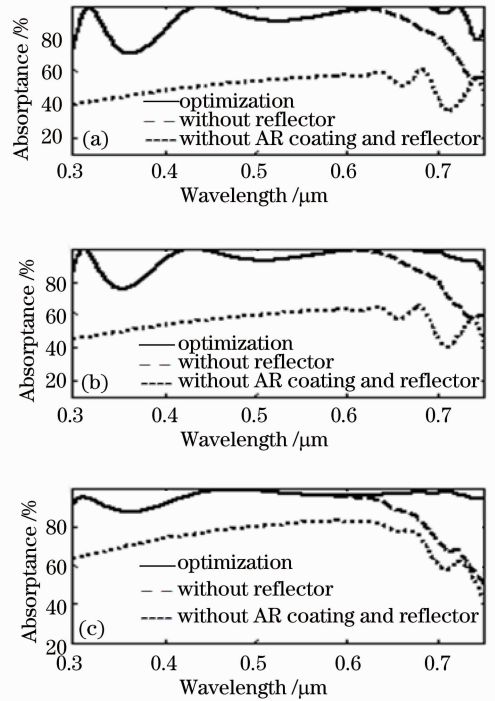 Absorptance /%
80
60
40
20
(a)
optimization
without reflector
without AR coating and reflector
0.3 0.4 0.5 0.6 0.7
Wavelength /μm
Absorptance /%
80
60
40
20
(b)
optimization
without reflector
without AR coating and reflector
0.3 0.4 0.5 0.6 0.7
Wavelength /μm
Absorptance /%
80
60
40
20
(c)
optimization
without reflector
without AR coating and reflector
0.3 0.4 0.5 0.6 0.7
Wavelength /μm